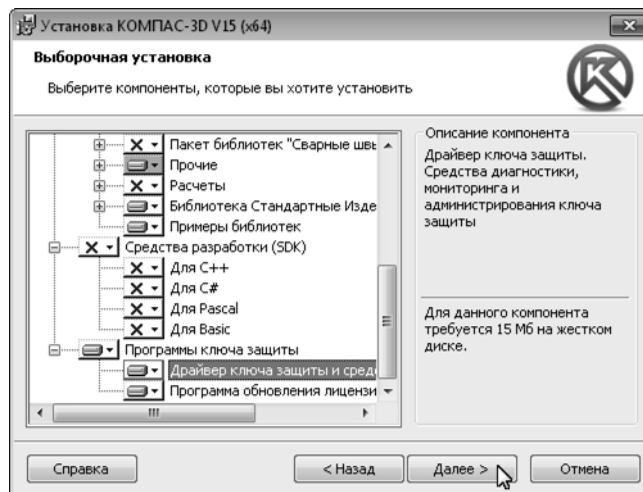 Установка КОМПАС-3D V15 (x64)
Выборочная установка
Выберите компоненты, которые вы хотите установить
Пакет библиотек "Сварные швы
Прочие
Расчеты
Библиотека Стандартные Изде
Примеры библиотек
Средства разработки (SDK)
Для C++
Для C#
Для Pascal
Для Basic
Программы ключа защиты
Драйвер ключа защиты и сред
Программа обновления лицензи
Описание компонента
Драйвер ключа защиты.
Средства диагностики,
мониторинга и
администрирования ключа
защиты
Для данного компонента
требуется 15 Мб на жестком
диске.
Справка
< Назад
Далее >
Отмена